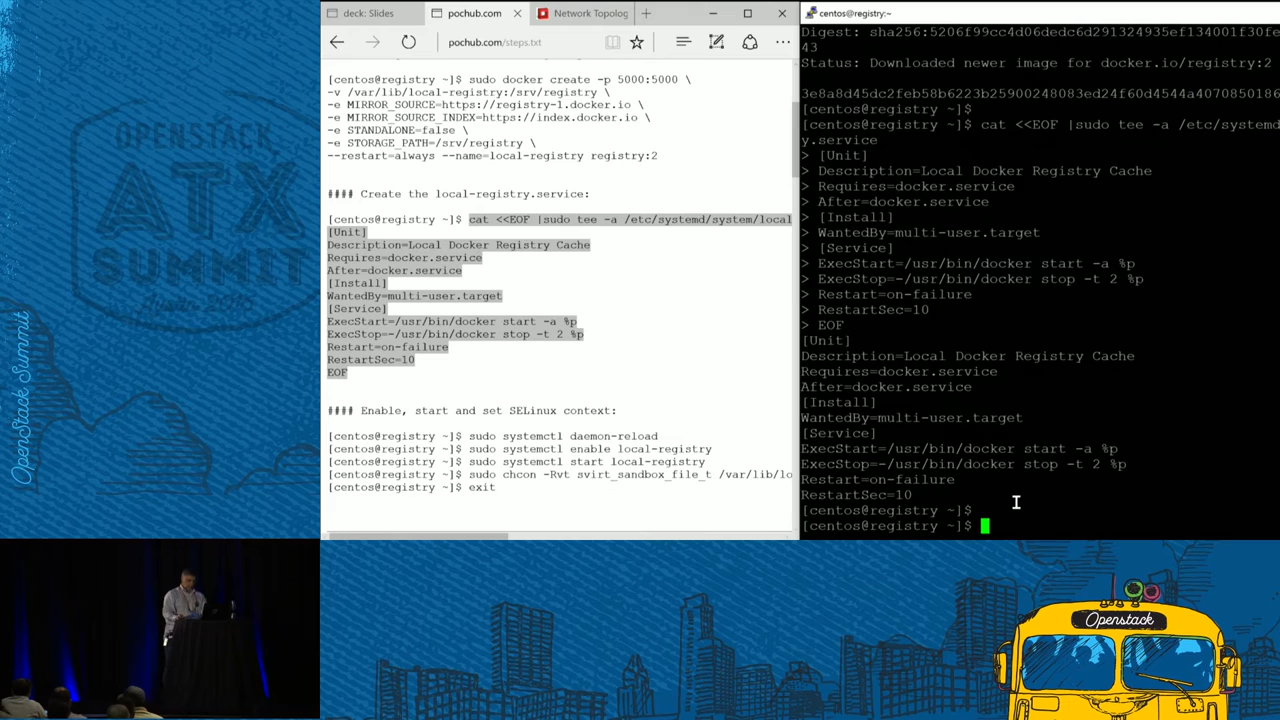 deck: Slides
pochub.com
Network Topolog
centos@registry:~
pochub.com/steps.txt
[centos@registry ~]$ sudo docker create -p 5000:5000 \
-v /var/lib/local-registry:/srv/registry \
-e MIRROR_SOURCE=https://registry-1.docker.io \
-e MIRROR_SOURCE_INDEX=https://index.docker.io \
-e STANDALONE=false \
-e STORAGE_PATH=/srv/registry \
--restart=always --name=local-registry registry:2
#### Create the local-registry.service:
[centos@registry ~]$ cat <<EOF |sudo tee -a /etc/systemd/system/local
[Unit]
Description=Local Docker Registry Cache
Requires=docker.service
After=docker.service
[Install]
WantedBy=multi-user.target
[Service]
ExecStart=/usr/bin/docker start -a %p
ExecStop=-/usr/bin/docker stop -t 2 %p
Restart=on-failure
RestartSec=10
EOF
#### Enable, start and set SELinux context:
[centos@registry ~]$ sudo systemctl daemon-reload
[centos@registry ~]$ sudo systemctl enable local-registry
[centos@registry ~]$ sudo systemctl start local-registry
[centos@registry ~]$ sudo chcon -Rvt svirt_sandbox_file_t /var/lib/lo
[centos@registry ~]$ exit
Digest: sha256:5206f99cc4d06dedc6d291324935ef134001f30fe
43
Status: Downloaded newer image for docker.io/registry:2
3e8a8d45dc2feb58b6223b25900248083ed24f60d4544a4070850186
[centos@registry ~]$
[centos@registry ~]$ cat <<EOF |sudo tee -a /etc/systemd
y.service
> [Unit]
> Description=Local Docker Registry Cache
> Requires=docker.service
> After=docker.service
> [Install]
> WantedBy=multi-user.target
> [Service]
> ExecStart=/usr/bin/docker start -a %p
> ExecStop=-/usr/bin/docker stop -t 2 %p
> Restart=on-failure
> RestartSec=10
> EOF
[Unit]
Description=Local Docker Registry Cache
Requires=docker.service
After=docker.service
[Install]
WantedBy=multi-user.target
[Service]
ExecStart=/usr/bin/docker start -a %p
ExecStop=-/usr/bin/docker stop -t 2 %p
Restart=on-failure
RestartSec=10
[centos@registry ~]$
[centos@registry ~]$
OPENSTACK
ATX
SUMMIT
OpenStack Summit
Openstack